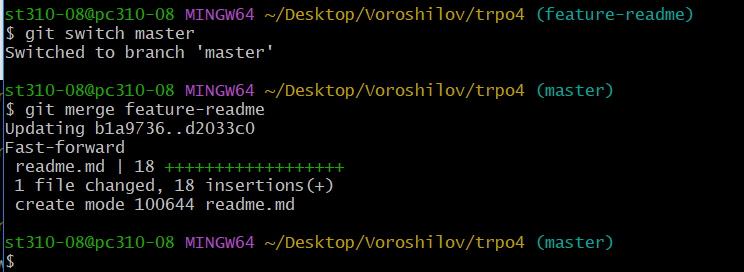 st310-08@pc310-08 MINGW64 ~/Desktop/Voroshilov/trpo4 (feature-readme)
$ git switch master
Switched to branch 'master'
st310-08@pc310-08 MINGW64 ~/Desktop/Voroshilov/trpo4 (master)
$ git merge feature-readme
Updating b1a9736..d2033c0
Fast-forward
 readme.md | 18 ++++++++++++++++++
 1 file changed, 18 insertions(+)
 create mode 100644 readme.md
st310-08@pc310-08 MINGW64 ~/Desktop/Voroshilov/trpo4 (master)
$